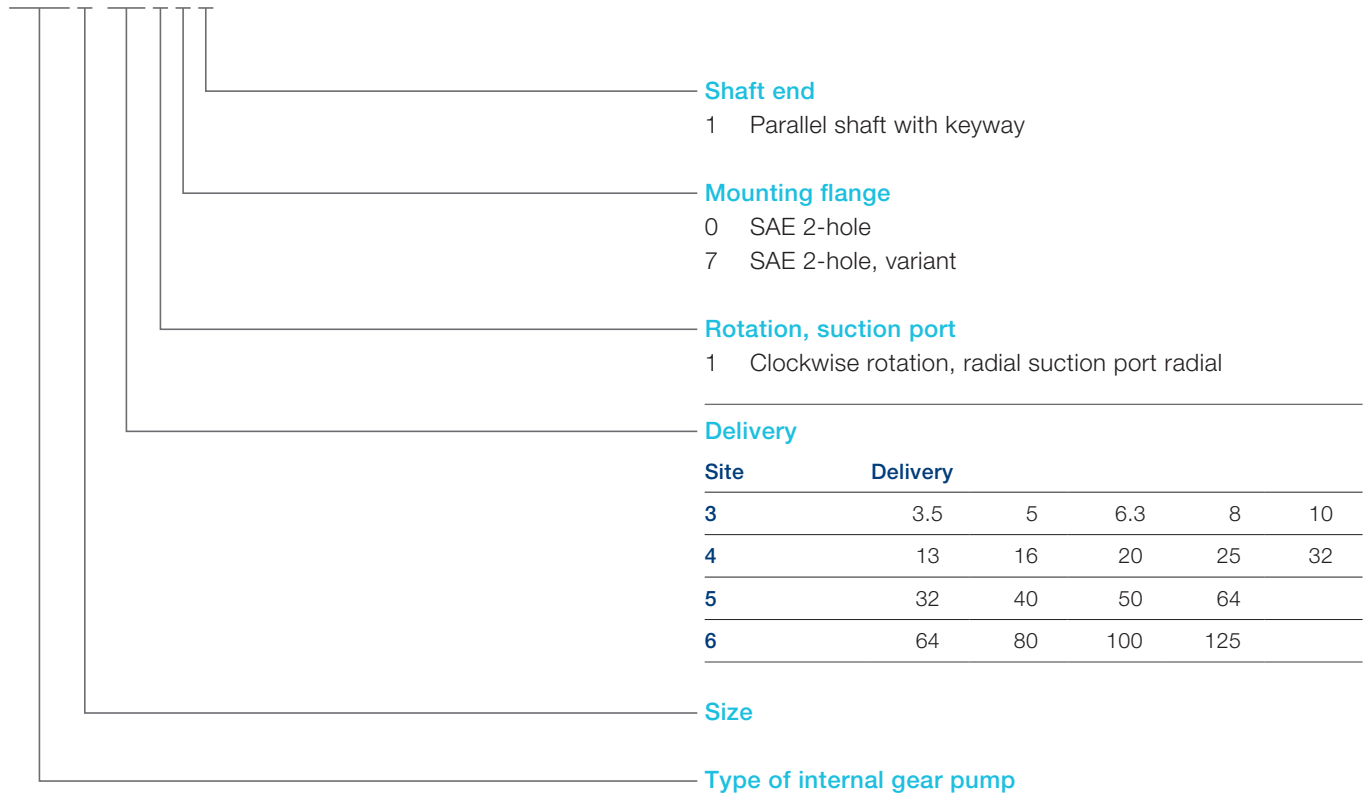 Shaft end
1 Parallel shaft with keyway
Mounting flange
0 SAE 2-hole
7 SAE 2-hole, variant
Rotation, suction port
1 Clockwise rotation, radial suction port radial
Delivery
Site Delivery
3 3.5 5 6.3 8 10
4 13 16 20 25 32
5 32 40 50 64
6 64 80 100 125
Size
Type of internal gear pump